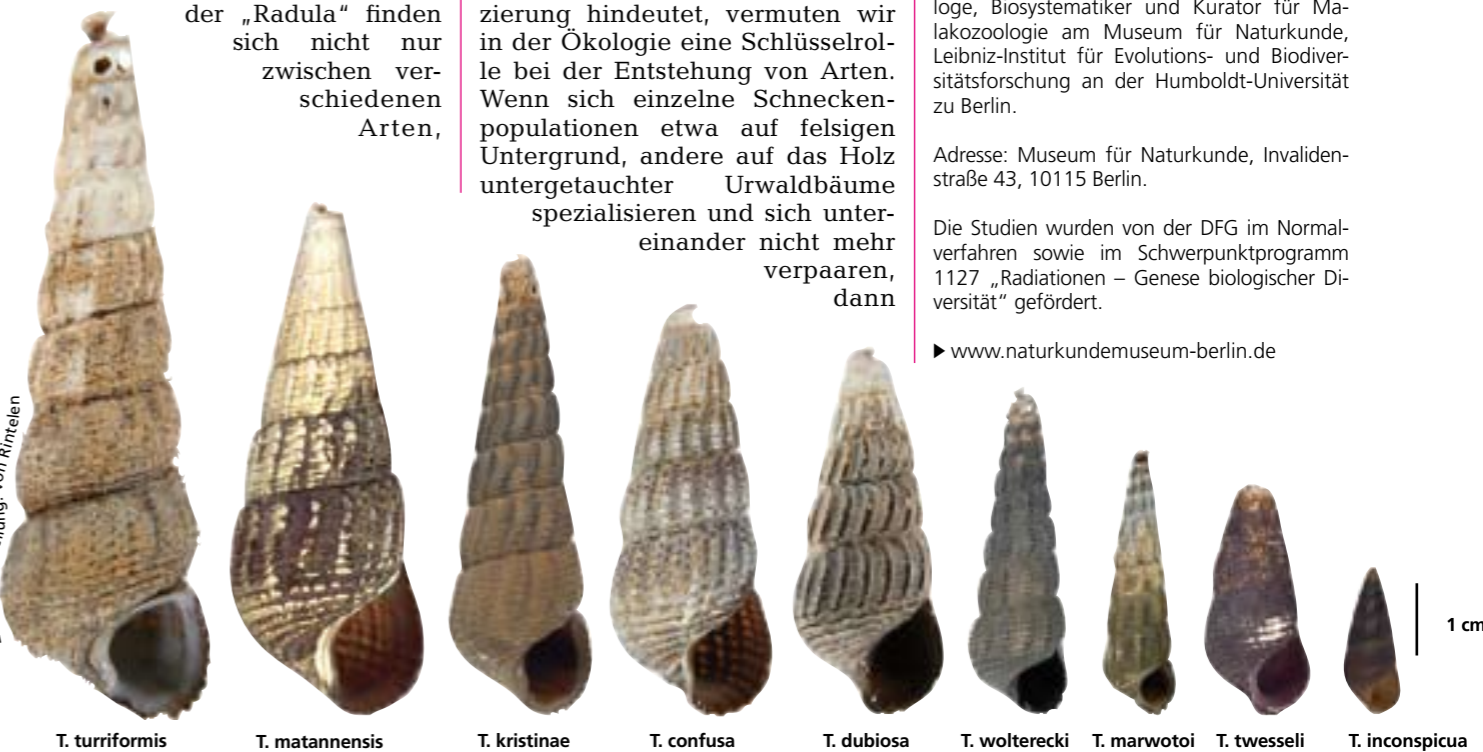 der „Radula“ finden
sich nicht nur
zwischen ver-
schiedenen
Arten,
zierung hindeutet, vermuten wir
in der Ökologie eine Schlüsselrol-
le bei der Entstehung von Arten.
Wenn sich einzelne Schnecken-
populationen etwa auf felsigen
Untergrund, andere auf das Holz
untergetauchter Urwaldbäume
spezialisieren und sich unter-
einander nicht mehr
verpaaren,
dann
loge, Biosystematiker und Kurator für Ma-
lakozoologie am Museum für Naturkunde,
Leibniz-Institut für Evolutions- und Biodiver-
sitätsforschung an der Humboldt-Universität
zu Berlin.
Adresse: Museum für Naturkunde, Invaliden-
straße 43, 10115 Berlin.
Die Studien wurden von der DFG im Normal-
verfahren sowie im Schwerpunktprogramm
1127 „Radiationen – Genese biologischer Di-
versität“ gefördert.
▶ www.naturkundemuseum-berlin.de
von Rintelen
1 cm
T. turriformis T. matannensis T. kristinae T. confusa T. dubiosa T. wolterecki T. marwotoi T. twesseli T. inconspicua